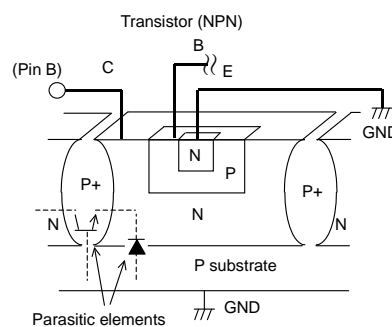 Transistor (NPN)
B
E
(Pin B)
C
GND
N
P
P+
P+
N
N
N
P substrate
GND
Parasitic elements